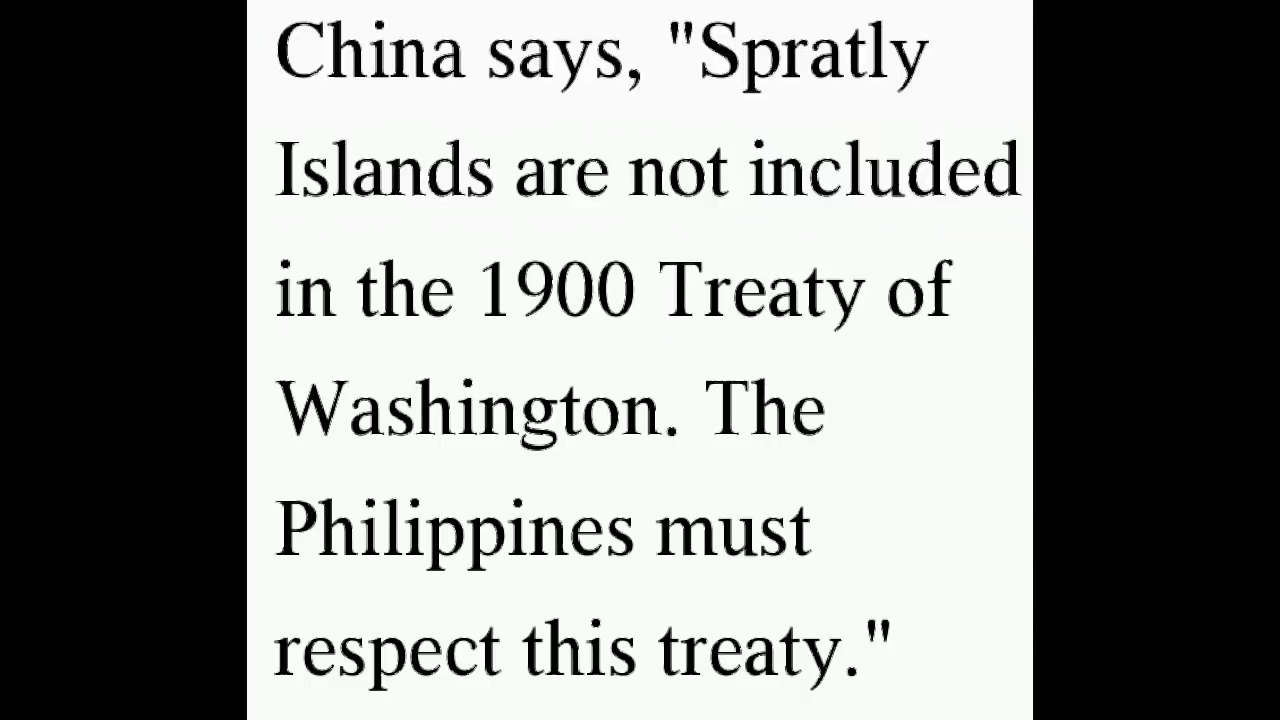 China says, "Spratly
Islands are not included
in the 1900 Treaty of
Washington. The
Philippines must
respect this treaty."